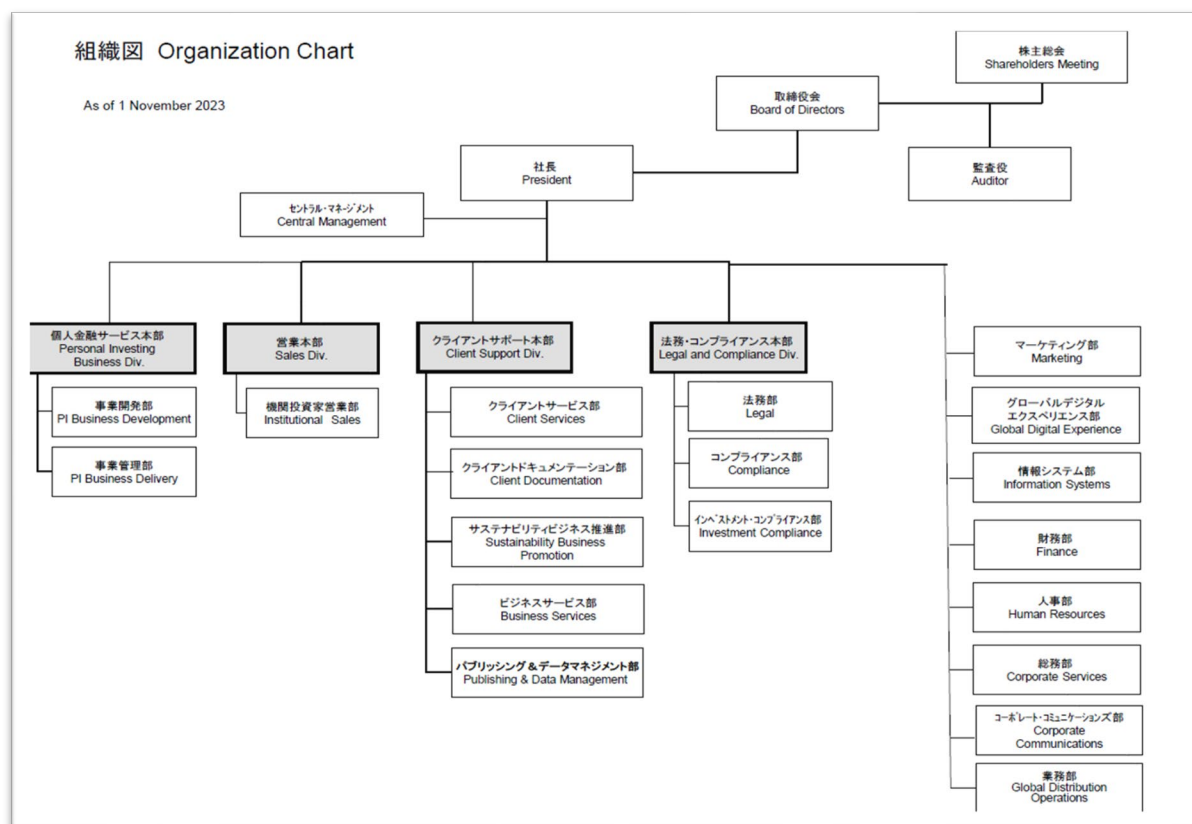 組織図 Organization Chart
As of 1 November 2023
株主総会
Shareholders Meeting
取締役会
Board of Directors
監査役
Auditor
社長
President
セントラル・マネージメント
Central Management
個人金融サービス本部
Personal Investing
Business Div.
事業開発部
PI Business Development
事業管理部
PI Business Delivery
営業本部
Sales Div.
機関投資家営業部
Institutional Sales
クライアントサポート本部
Client Support Div.
クライアントサービス部
Client Services
クライアントドキュメンテーション部
Client Documentation
サステナビリティビジネス推進部
Sustainability Business
Promotion
ビジネスサービス部
Business Services
パブリッシング＆データマネジメント部
Publishing & Data Management
法務・コンプライアンス本部
Legal and Compliance Div.
法務部
Legal
コンプライアンス部
Compliance
インベストメント・コンプライアンス部
Investment Compliance
マーケティング部
Marketing
グローバルデジタル
エクスペリエンス部
Global Digital Experience
情報システム部
Information Systems
財務部
Finance
人事部
Human Resources
総務部
Corporate Services
コーポレート・コミュニケーションズ部
Corporate
Communications
業務部
Global Distribution
Operations